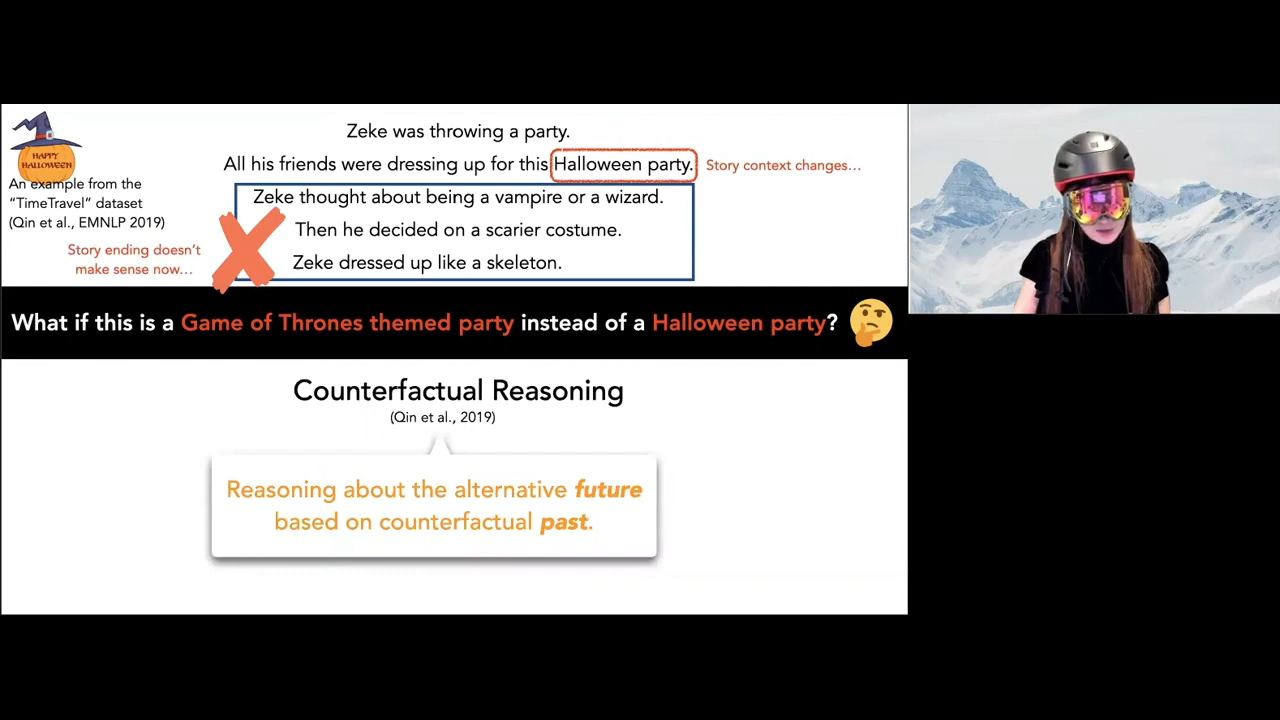 Zeke was throwing a party.
All his friends were dressing up for this Halloween party.
Story context changes…
HAPPY
HALLOWEEN
An example from the
“TimeTravel“ dataset
(Qin et al., EMNLP 2019)
Zeke thought about being a vampire or a wizard.
Then he decided on a scarier costume.
Zeke dressed up like a skeleton.
Story ending doesn’t
make sense now…
What if this is a Game of Thrones themed party instead of a Halloween party?
Counterfactual Reasoning
(Qin et al., 2019)
Reasoning about the alternative future
based on counterfactual past.